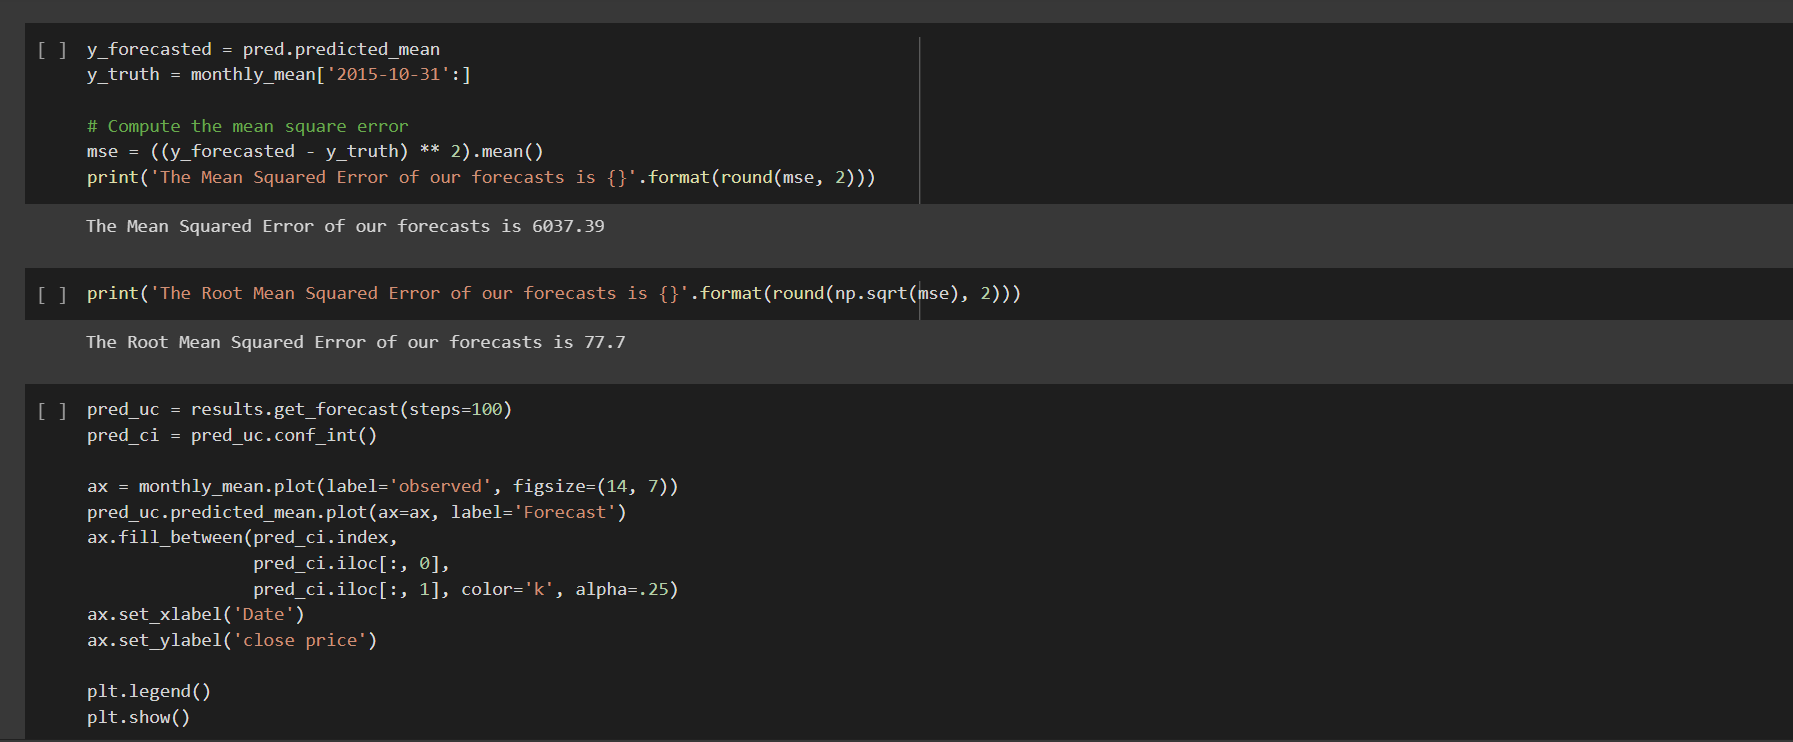 [ ] y_forecasted = pred.predicted_mean
y_truth = monthly_mean['2015-10-31':]
# Compute the mean square error
mse = ((y_forecasted - y_truth) ** 2).mean()
print('The Mean Squared Error of our forecasts is {}'.format(round(mse, 2)))
The Mean Squared Error of our forecasts is 6037.39
[ ] print('The Root Mean Squared Error of our forecasts is {}'.format(round(np.sqrt(mse), 2)))
The Root Mean Squared Error of our forecasts is 77.7
[ ] pred_uc = results.get_forecast(steps=100)
pred_ci = pred_uc.conf_int()
ax = monthly_mean.plot(label='observed', figsize=(14, 7))
pred_uc.predicted_mean.plot(ax=ax, label='Forecast')
ax.fill_between(pred_ci.index,
pred_ci.iloc[:, 0],
pred_ci.iloc[:, 1], color='k', alpha=.25)
ax.set_xlabel('Date')
ax.set_ylabel('close price')
plt.legend()
plt.show()